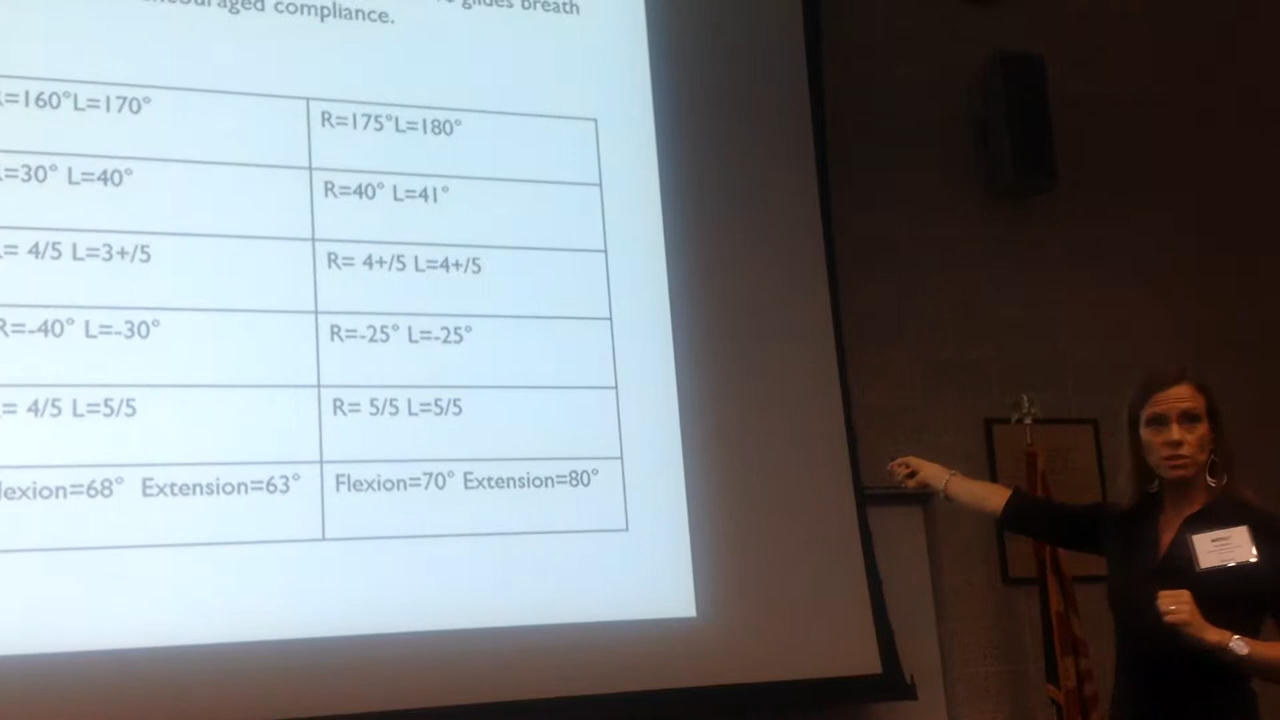 glides breath
encouraged compliance.
R=160°L=170° R=175°L=180°
R=30° L=40° R=40° L=41°
R= 4/5 L=3+/5 R= 4+/5 L=4+/5
R=-40° L=-30° R=-25° L=-25°
R= 4/5 L=5/5 R= 5/5 L=5/5
Flexion=68° Extension=63° Flexion=70° Extension=80°